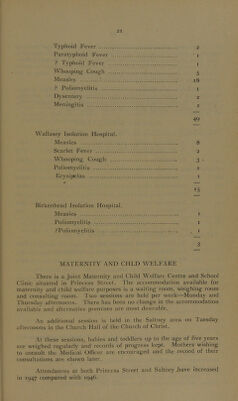 21
Typhoid Fever ........ 2
Paratyphoid Fever ........ 1
? Typhoid Fever ........ 1
Whooping Cough ........ 5
Measles ........ 18
? Poliomyelitis ........ 1
Dysentery ........ 2
Meningitis ........ 2
49
Wallasey Isolation Hospital.
Measles ........ 8
Scarlet Fever ........ 2
Whooping Cough ........ 3
Poliomyelitis ........ 1
Erysipelas ........ 1
15
Birkenhead Isolation Hospital.
Measles ........ 1
Poliomyelitis ........ 1
?Poliomyelitis ........ 1
3
MATERNITY AND CHILD WELFARE
There is a Joint Maternity and Child Welfare Centre and School
Clinic situated in Princess Street. The accommodation available for
maternity and child welfare purposes is a waiting room, weighing room
and consulting room. Two sessions are held per week—Monday and
Thursday afternoons. There has been no change in the accommodation
available and alternative premises are most desirable.
An additional session is held in the Saltney area on Tuesday
afternoons in the Church Hall of the Church of Christ.
At these sessions, babies and toddlers up to the age of five years
are weighed regularly and records of progress kept. Mothers wishing
to consult the Medical Officer are encouraged and the record of their
consultations are shown later.
Attendances at both Princess Street and Saltney have increased
in 1947 compared with 1946.